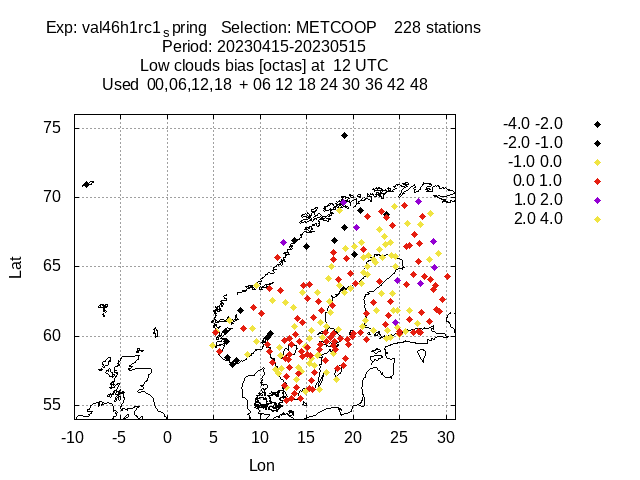 Exp: val46h1rc1spring Selection: METCOOP 228 stations
Period: 20230415-20230515
Low clouds bias [octas] at 12 UTC
Used 00,06,12,18 + 06 12 18 24 30 36 42 48
-4.0 -2.0
-2.0 -1.0
-1.0 0.0
0.0 1.0
1.0 2.0
2.0 4.0
75
70
65
60
55
Lat
-10 -5 0 5 10 15 20 25 30
Lon